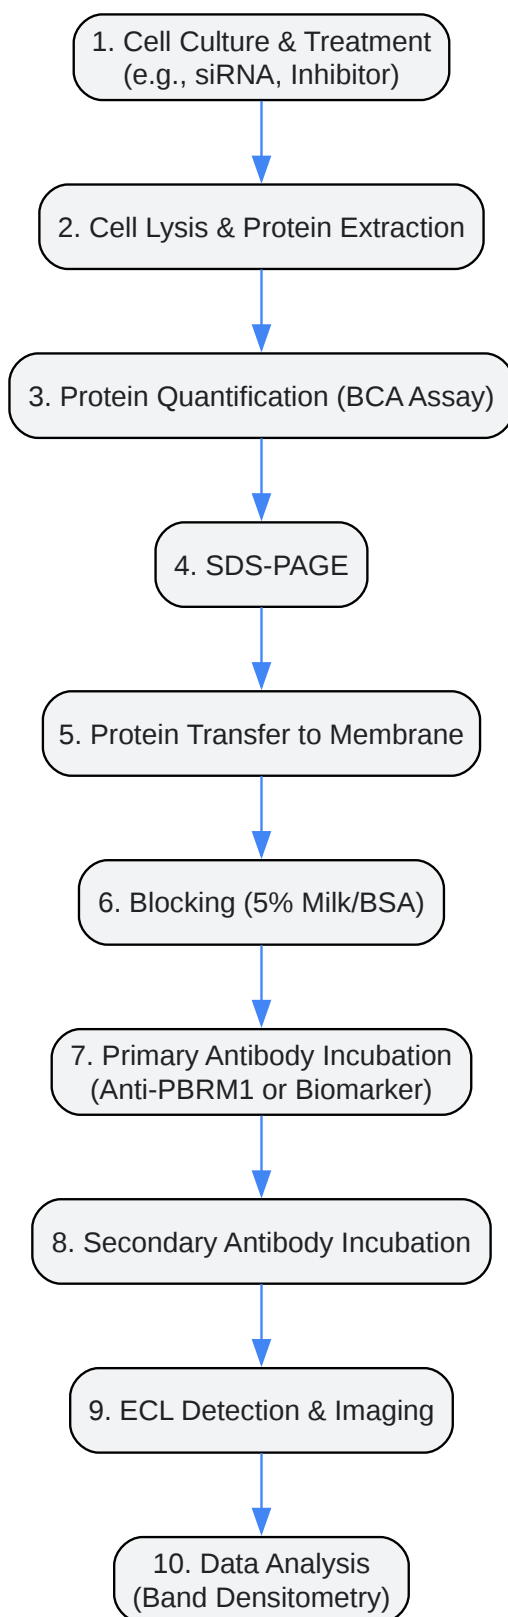 1. Cell Culture & Treatment
(e.g., siRNA, Inhibitor)
2. Cell Lysis & Protein Extraction
3. Protein Quantification (BCA Assay)
4. SDS-PAGE
5. Protein Transfer to Membrane
6. Blocking (5% Milk/BSA)
7. Primary Antibody Incubation
(Anti-PBRM1 or Biomarker)
8. Secondary Antibody Incubation
9. ECL Detection & Imaging
10. Data Analysis
(Band Densitometry)